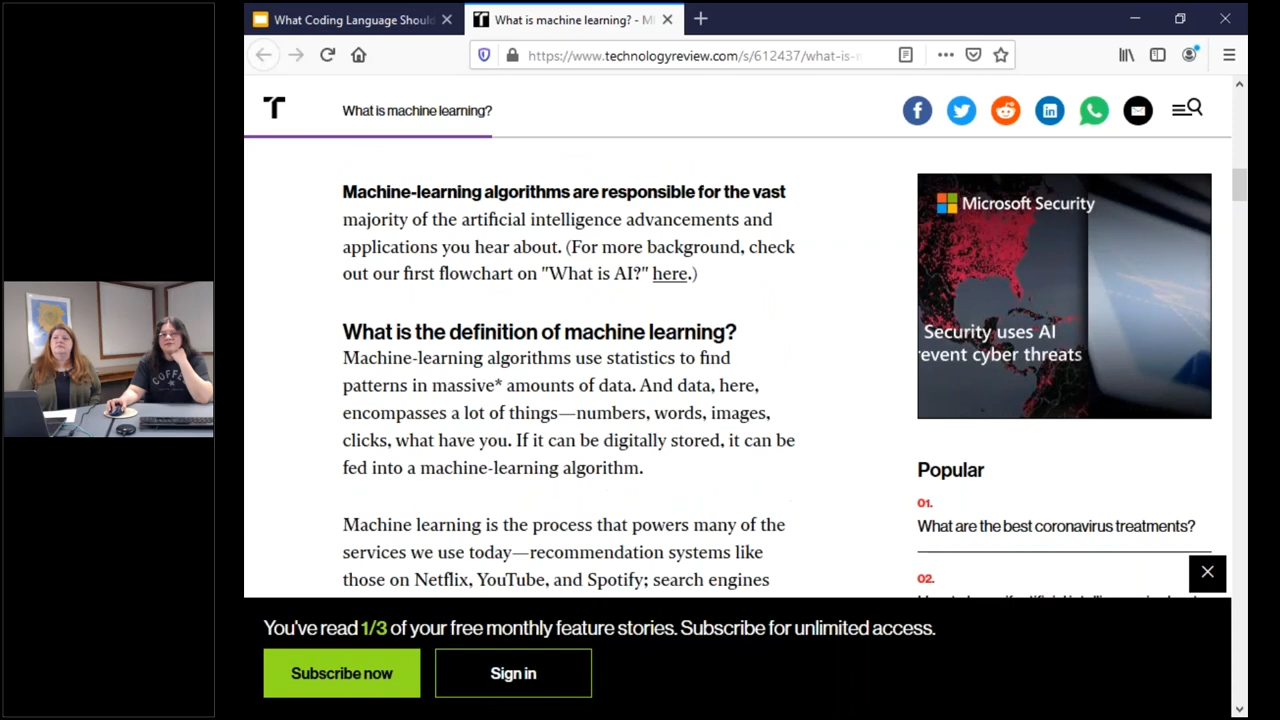 What Coding Language Shoul
What is machine learning? - MI
https://www.technologyreview.com/s/612437/what-is-
What is machine learning?
Machine-learning algorithms are responsible for the vast
majority of the artificial intelligence advancements and
applications you hear about. (For more background, check
out our first flowchart on "What is AI?" here.)
What is the definition of machine learning?
Machine-learning algorithms use statistics to find
patterns in massive* amounts of data. And data, here,
encompasses a lot of things—numbers, words, images,
clicks, what have you. If it can be digitally stored, it can be
fed into a machine-learning algorithm.
Machine learning is the process that powers many of the
services we use today—recommendation systems like
those on Netflix, YouTube, and Spotify; search engines
Microsoft Security
Security uses AI
revent cyber threats
Popular
01.
What are the best coronavirus treatments?
02.
You've read 1/3 of your free monthly feature stories. Subscribe for unlimited access.
Subscribe now
Sign in
COFFEE